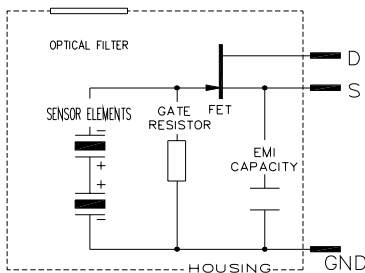 OPTICAL FILTER
D
S
SENSOR ELEMENTS
GATE
RESISTOR
FET
EMI
CAPACITY
−
+
+
−
HOUSING
GND